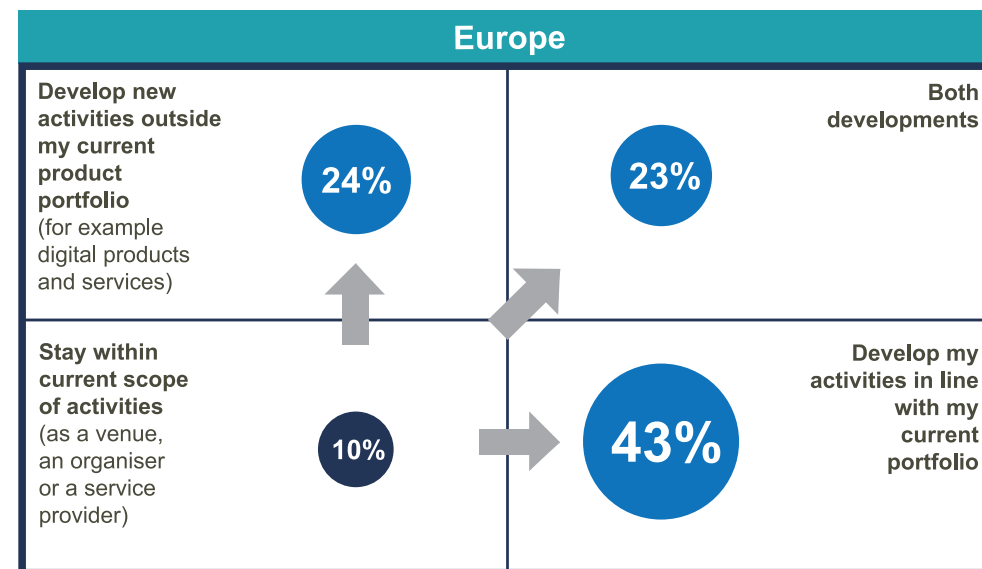 Europe
Develop new
activities outside
my current
product
portfolio
(for example
digital products
and services)
24%
23%
Both
developments
Stay within
current scope
of activities
(as a venue,
an organiser
or a service
provider)
10%
43%
Develop my
activities in line
with my
current
portfolio